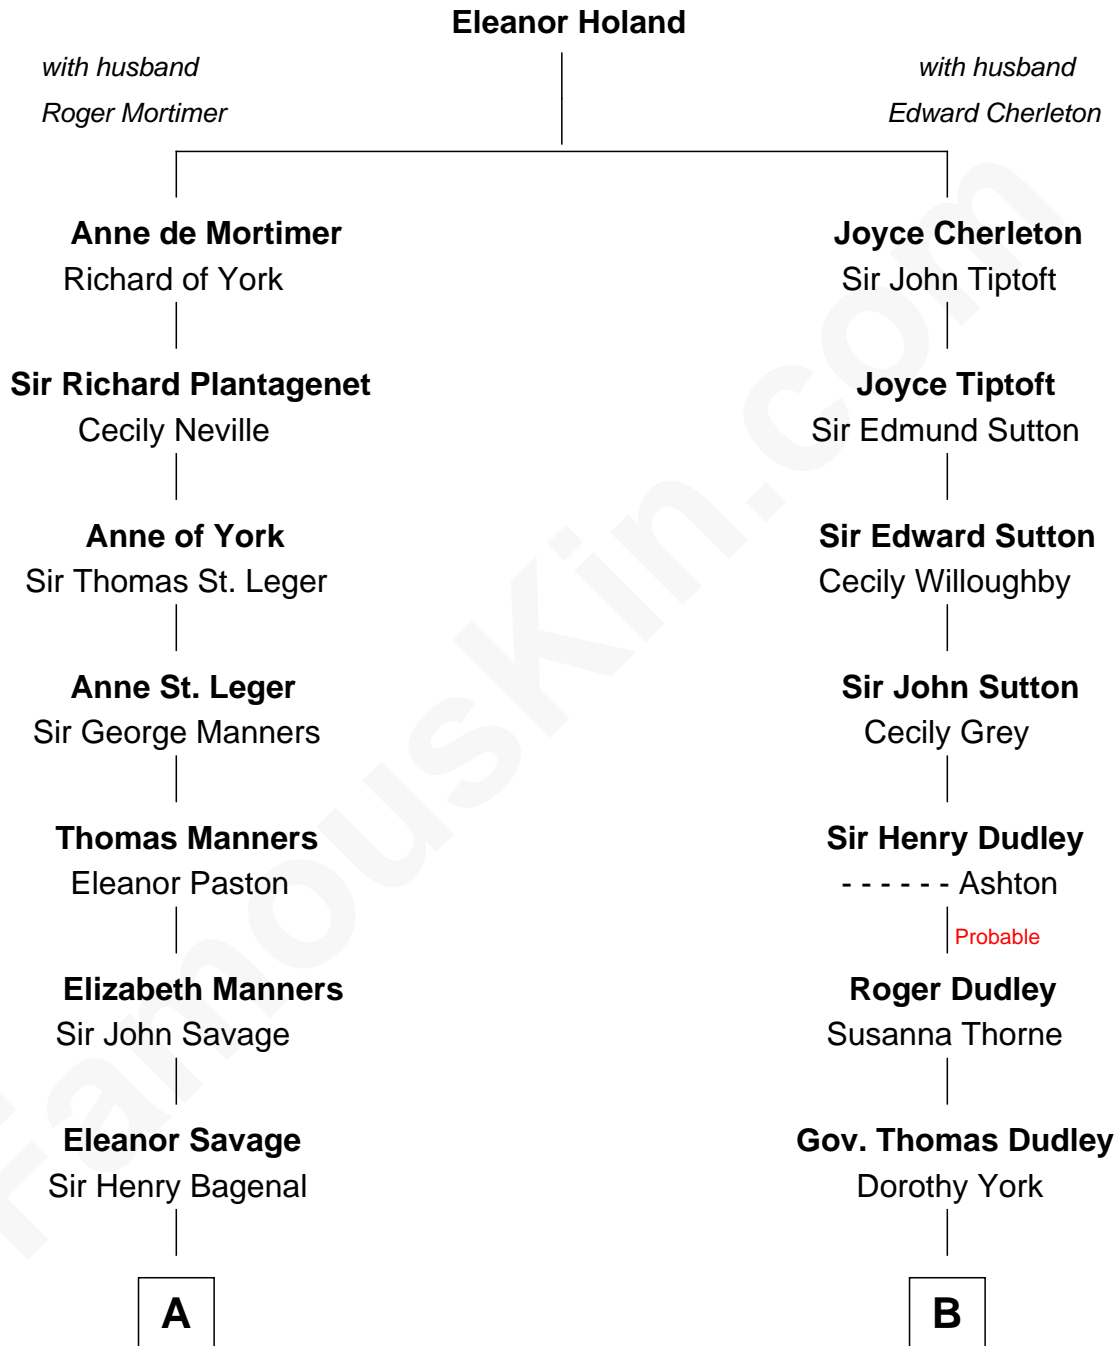 Eleanor Holand
with husband
Roger Mortimer
with husband
Edward Cherleton
Anne de Mortimer
Richard of York
Joyce Cherleton
Sir John Tiptoft
Sir Richard Plantagenet
Cecily Neville
Joyce Tiptoft
Sir Edmund Sutton
Anne of York
Sir Thomas St. Leger
Sir Edward Sutton
Cecily Willoughby
Anne St. Leger
Sir George Manners
Sir John Sutton
Cecily Grey
Thomas Manners
Eleanor Paston
Sir Henry Dudley
- - - - - - Ashton
Probable
Elizabeth Manners
Sir John Savage
Roger Dudley
Susanna Thorne
Eleanor Savage
Sir Henry Bagenal
Gov. Thomas Dudley
Dorothy York
A
B
FamousKin.com